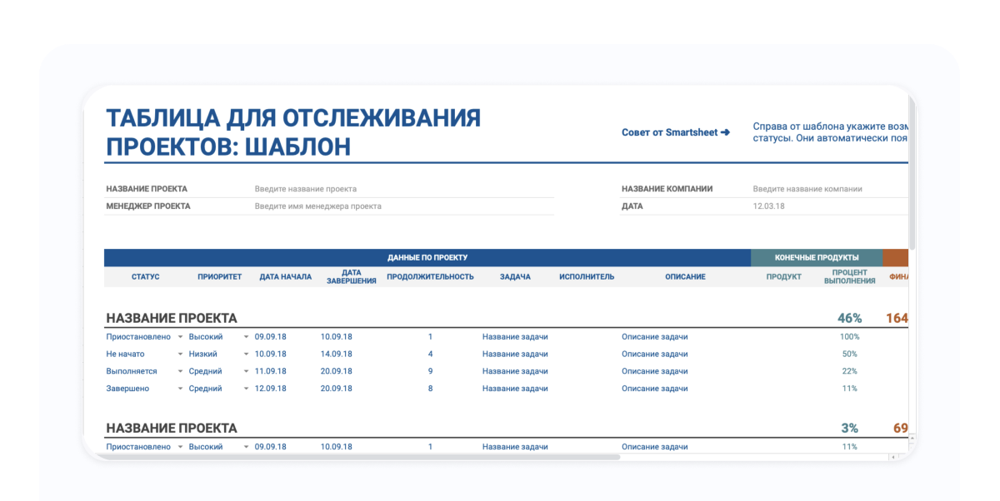 ТАБЛИЦА ДЛЯ ОТСЛЕЖИВАНИЯ
ПРОЕКТОВ: ШАБЛОН
Совет от Smartsheet ➜
Справа от шаблона укажите
статусы. Они автоматически
НАЗВАНИЕ ПРОЕКТА Введите название проекта НАЗВАНИЕ КОМПАНИИ Введите название компании
МЕНЕДЖЕР ПРОЕКТА Введите имя менеджера проекта ДАТА 12.03.18
ДАННЫЕ ПО ПРОЕКТУ КОНЕЧНЫЕ ПРОДУКТЫ
СТАТУС ПРИОРИТЕТ ДАТА НАЧАЛА ДАТА ЗАВЕРШЕНИЯ ПРОДОЛЖИТЕЛЬНОСТЬ ЗАДАЧА ИСПОЛНИТЕЛЬ ОПИСАНИЕ ПРОДУКТ ПРОЦЕНТ ВЫПОЛНЕНИЯ
НАЗВАНИЕ ПРОЕКТА 46% 164
Приостановлено Высокий 09.09.18 10.09.18 1 Название задачи Описание задачи 100%
Не начато Низкий 10.09.18 14.09.18 4 Название задачи Описание задачи 50%
Выполняется Средний 11.09.18 20.09.18 9 Название задачи Описание задачи 22%
Завершено Средний 12.09.18 20.09.18 8 Название задачи Описание задачи 11%
НАЗВАНИЕ ПРОЕКТА 3% 69
Приостановлено Высокий 09.09.18 10.09.18 1 Название задачи Описание задачи 11%